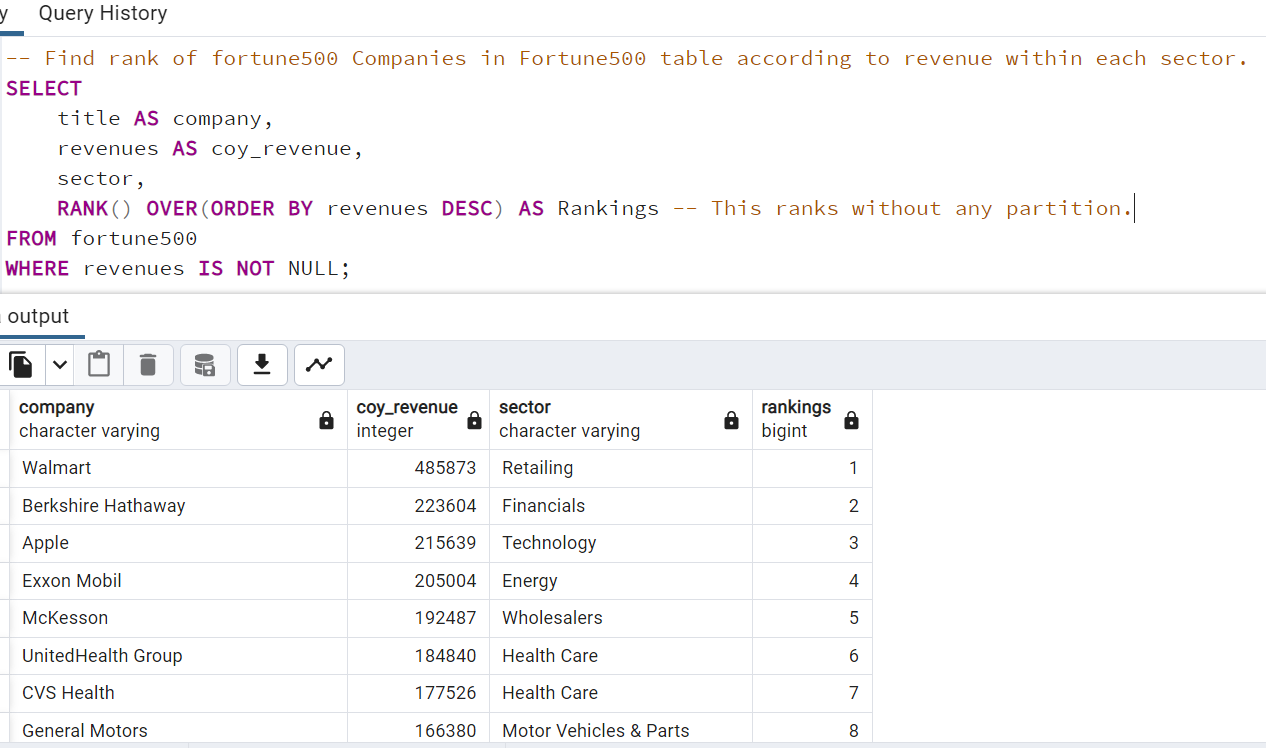 y Query History
-- Find rank of fortune500 Companies in Fortune500 table according to revenue within each sector.
SELECT
title AS company,
revenues AS coy_revenue,
sector,
RANK() OVER(ORDER BY revenues DESC) AS Rankings -- This ranks without any partition.
FROM fortune500
WHERE revenues IS NOT NULL;
output
company coy_revenue sector rankings
character varying integer character varying bigint
Walmart 485873 Retailing 1
Berkshire Hathaway 223604 Financials 2
Apple 215639 Technology 3
Exxon Mobil 205004 Energy 4
McKesson 192487 Wholesalers 5
UnitedHealth Group 184840 Health Care 6
CVS Health 177526 Health Care 7
General Motors 166380 Motor Vehicles & Parts 8